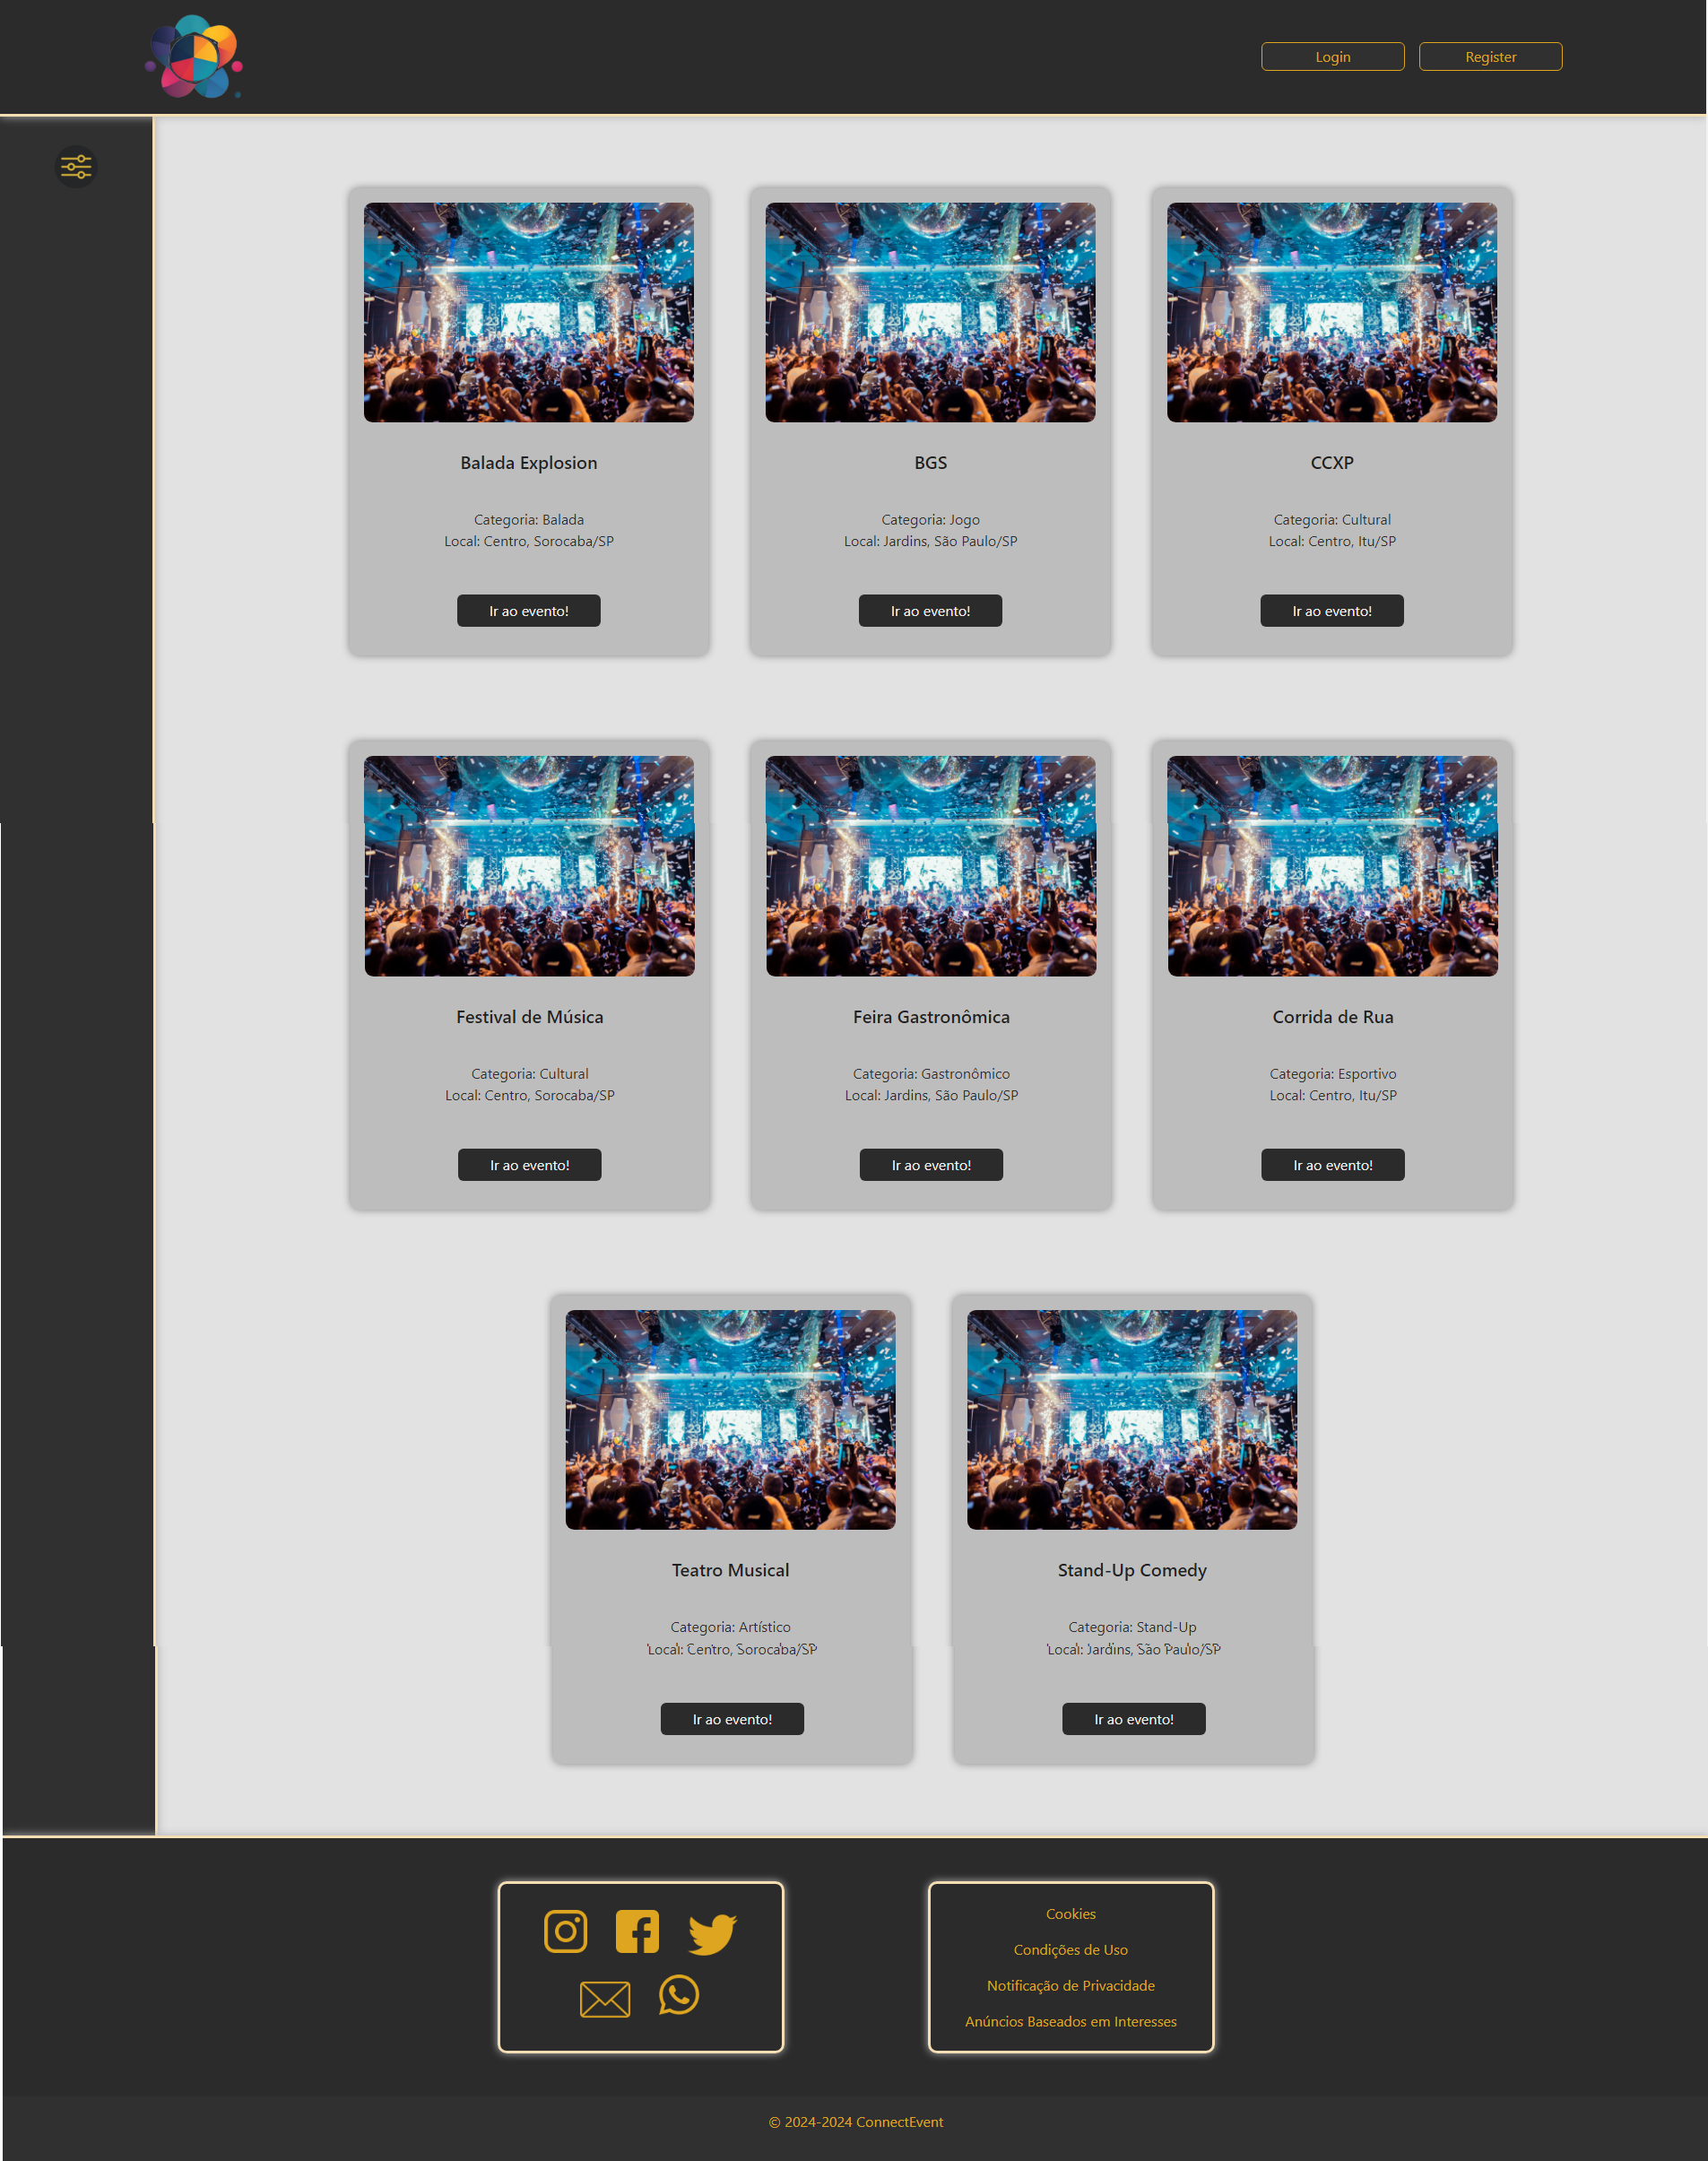 Login
Register
Balada Explosion
Categoria: Balada
Local: Centro, Sorocaba/SP
Ir ao evento!
BGS
Categoria: Jogo
Local: Jardins, São Paulo/SP
Ir ao evento!
CCXP
Categoria: Cultural
Local: Centro, Itu/SP
Ir ao evento!
Festival de Música
Categoria: Cultural
Local: Centro, Sorocaba/SP
Ir ao evento!
Feira Gastronômica
Categoria: Gastronômico
Local: Jardins, São Paulo/SP
Ir ao evento!
Corrida de Rua
Categoria: Esportivo
Local: Centro, Itu/SP
Ir ao evento!
Teatro Musical
Categoria: Artístico
Local: Centro, Sorocaba/SP
Ir ao evento!
Stand-Up Comedy
Categoria: Stand-Up
Local: Jardins, São Paulo/SP
Ir ao evento!
Cookies
Condições de Uso
Notificação de Privacidade
Anúncios Baseados em Interesses
© 2024-2024 ConnectEvent